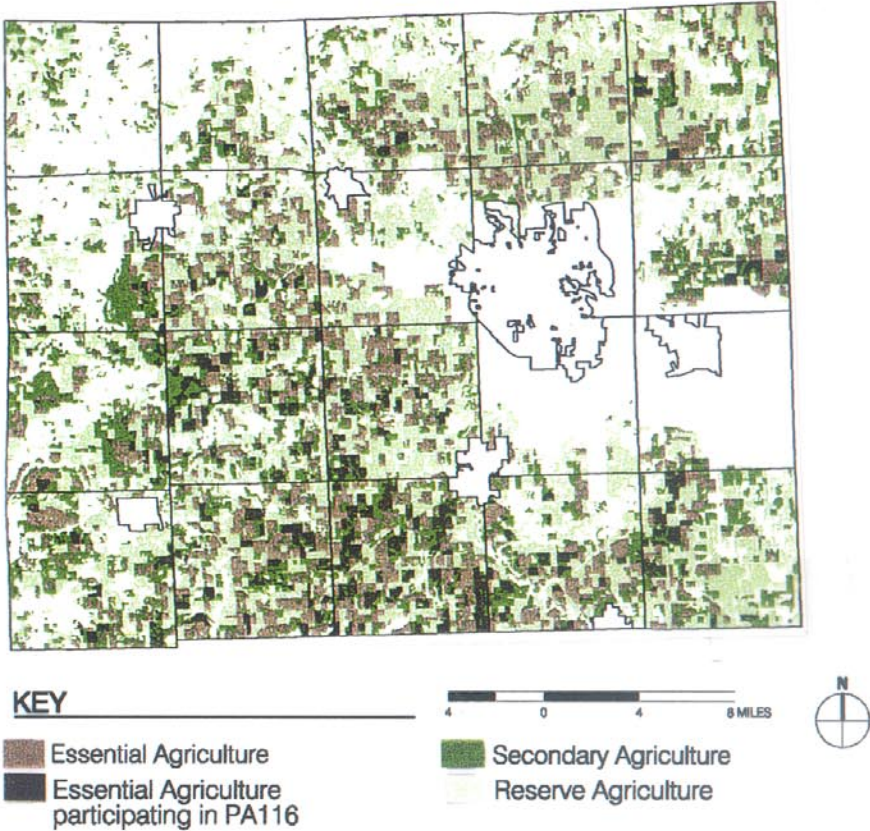 KEY
4 0 4 8 MILES
N
Essential Agriculture
Essential Agriculture
participating in PA116
Secondary Agriculture
Reserve Agriculture